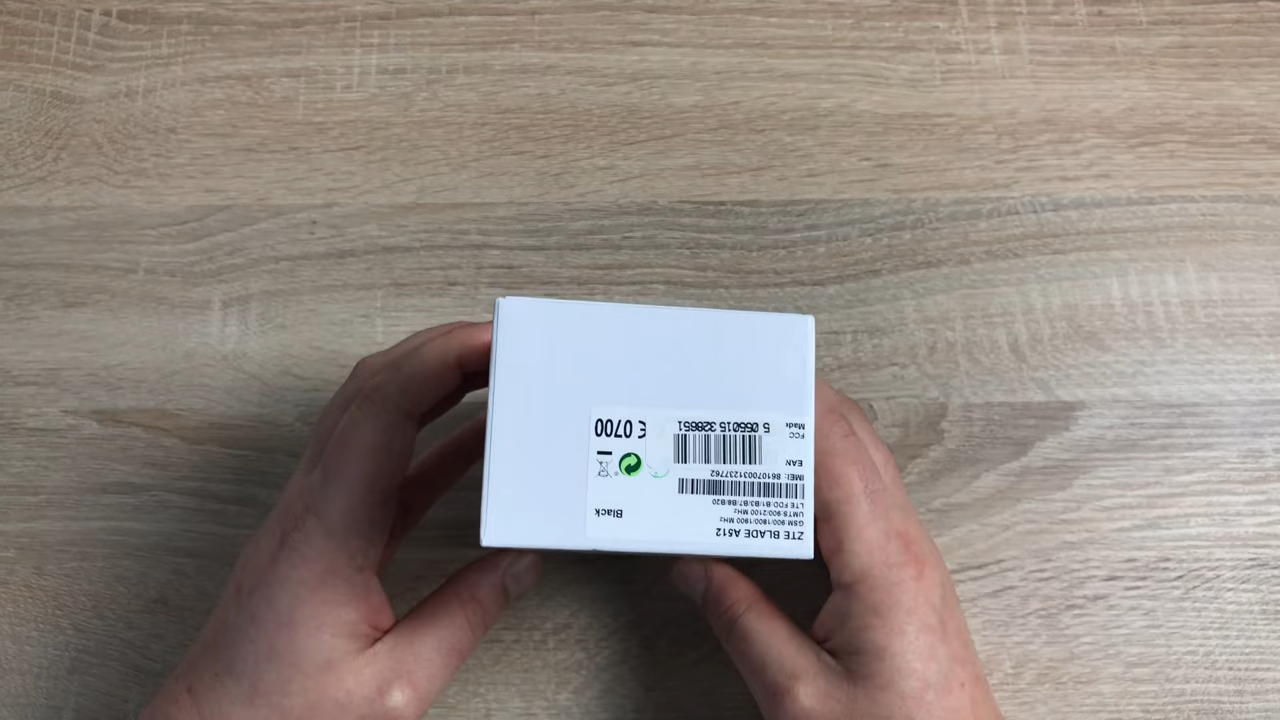 ZTE BLADE A512
GSM 900/1800/1900 MHz
UMTS:900/2100 MHz
LTE FDD:B1/B3/B7/B8/B20
Black
IMEI: 861070031237762
EAN
5 055015 328651
FCC
Made
0700